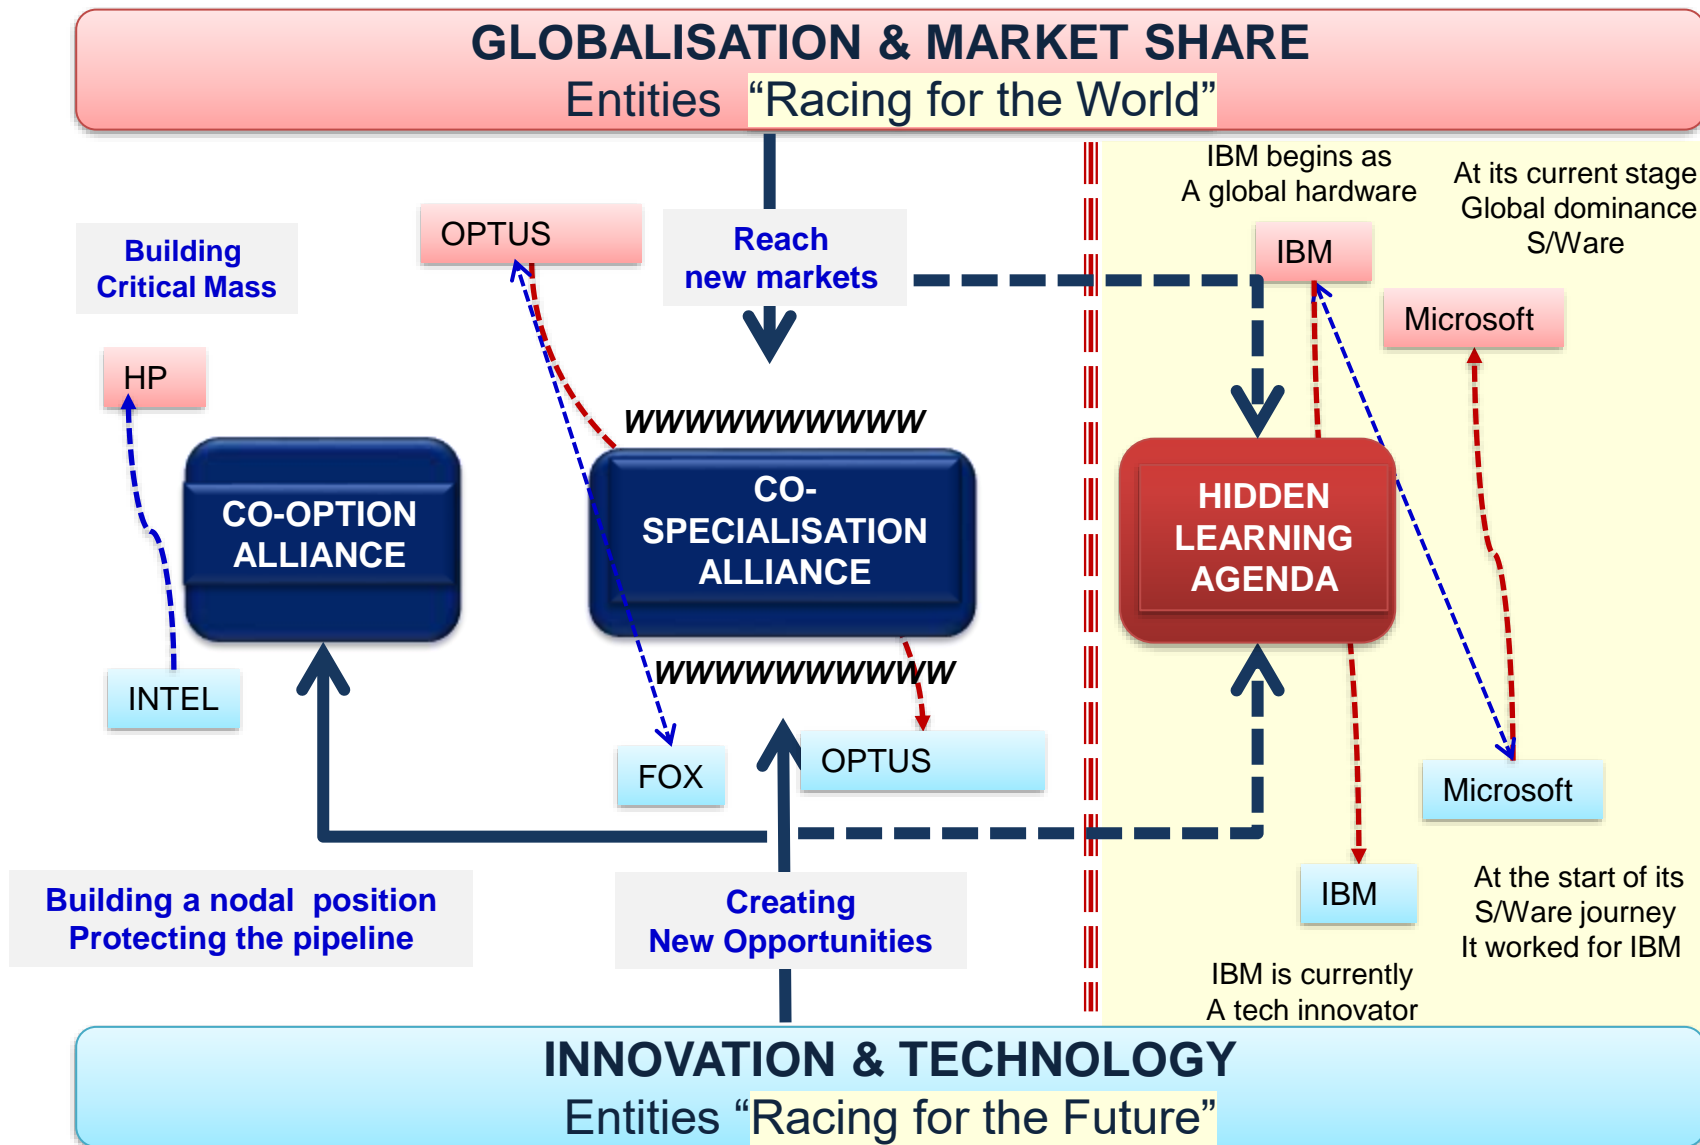 GLOBALISATION & MARKET SHARE
Entities “Racing for the World”
IBM begins as
A global hardware
At its current stage
Global dominance
S/Ware
Building
Critical Mass
OPTUS
Reach
new markets
IBM
Microsoft
HP
WWWWWWWWWW
CO-OPTION
ALLIANCE
CO-
SPECIALISATION
ALLIANCE
HIDDEN
LEARNING
AGENDA
WWWWWWWWWW
INTEL
FOX
OPTUS
Microsoft
Building a nodal position
Protecting the pipeline
Creating
New Opportunities
IBM
At the start of its
S/Ware journey
It worked for IBM
IBM is currently
A tech innovator
INNOVATION & TECHNOLOGY
Entities “Racing for the Future”